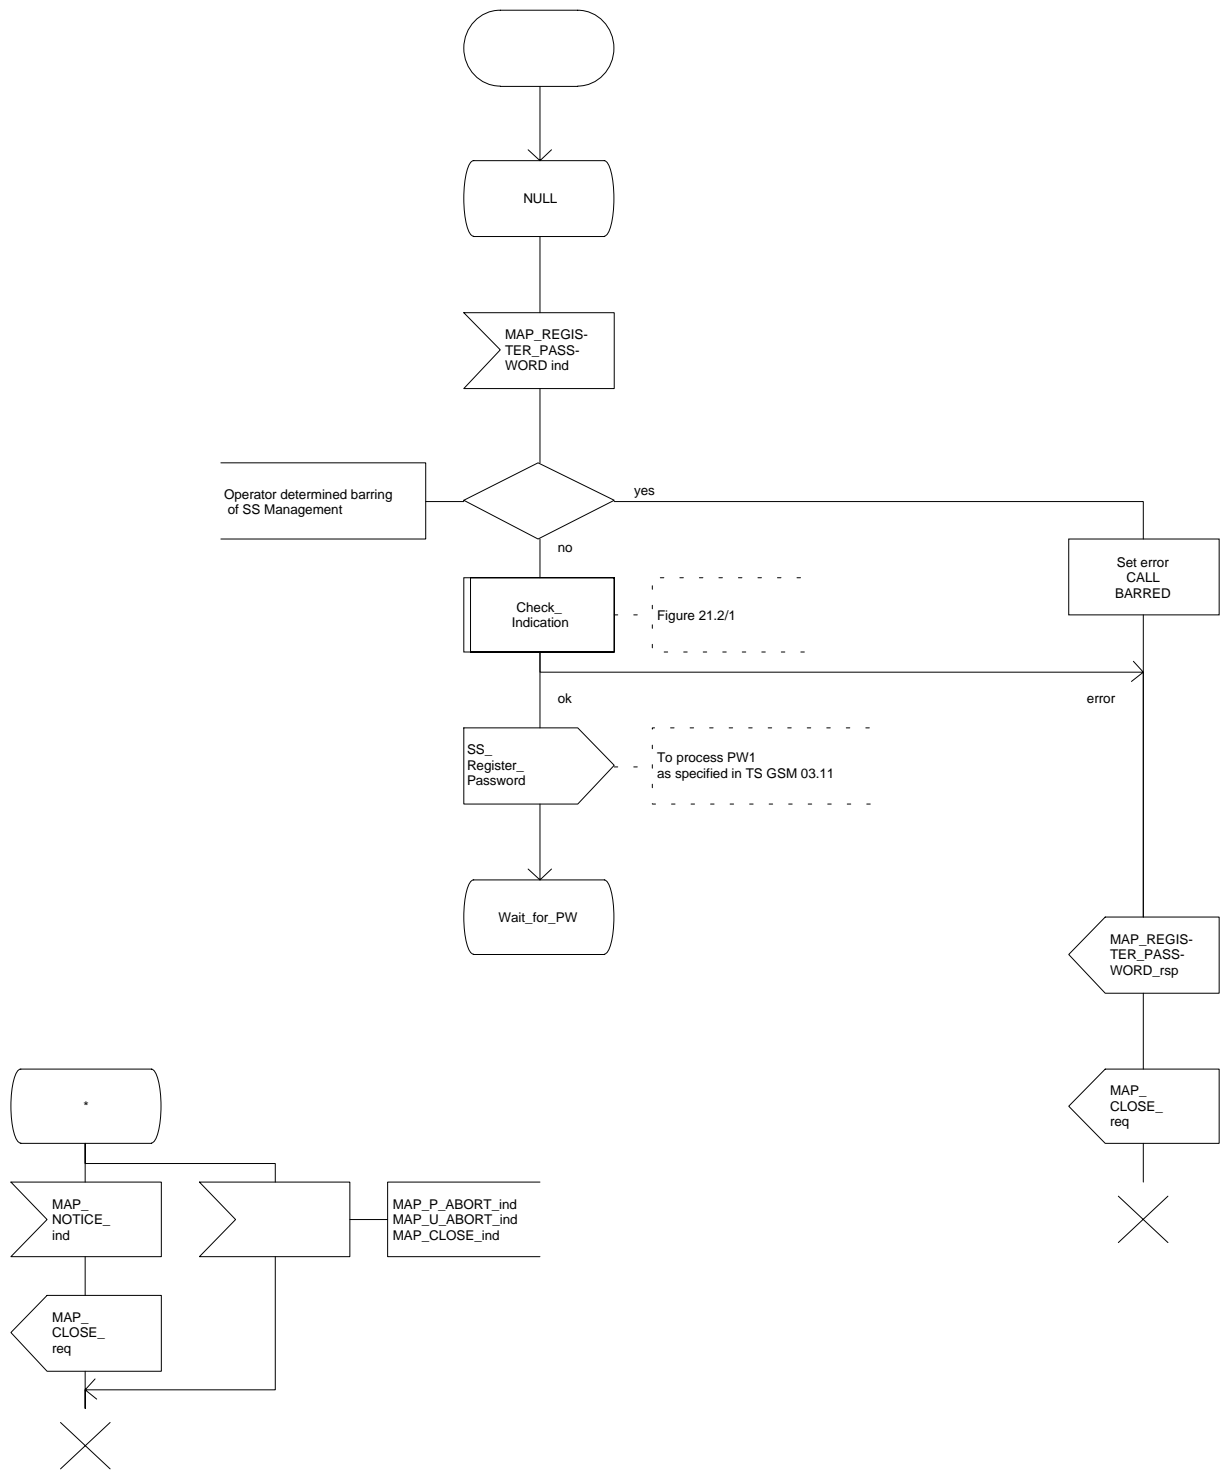 NULL
MAP_REGIS-
TER_PASS-
WORD ind
Operator determined barring
of SS Management
yes
no
Set error
CALL
BARRED
Check_
Indication
Figure 21.2/1
ok
error
SS_
Register_
Password
To process PW1
as specified in TS GSM 03.11
Wait_for_PW
MAP_REGIS-
TER_PASS-
WORD_rsp
MAP_
CLOSE_
req
*
MAP_
NOTICE_
ind
MAP_P_ABORT_ind
MAP_U_ABORT_ind
MAP_CLOSE_ind
MAP_
CLOSE_
req